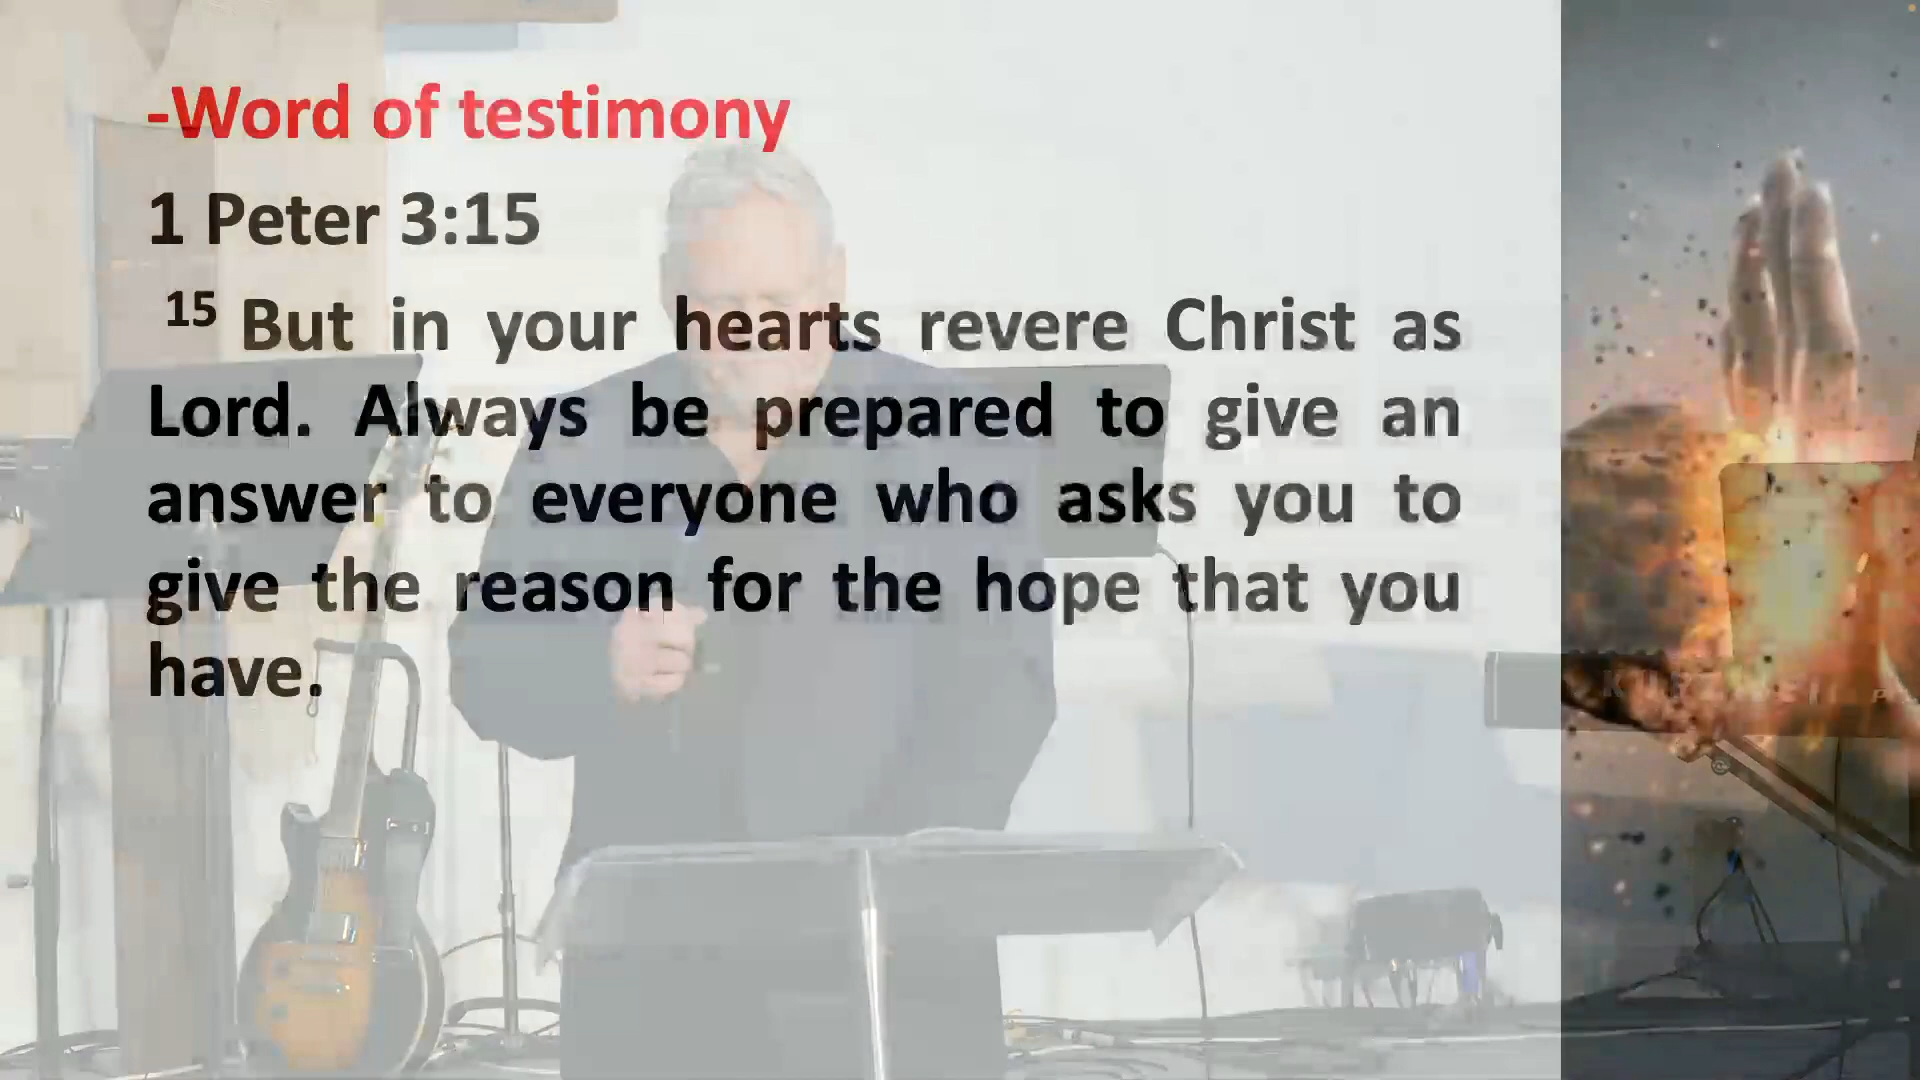 -Word of testimony
1 Peter 3:15
15 But in your hearts revere Christ as
Lord. Always be prepared to give an
answer to everyone who asks you to
give the reason for the hope that you
have.